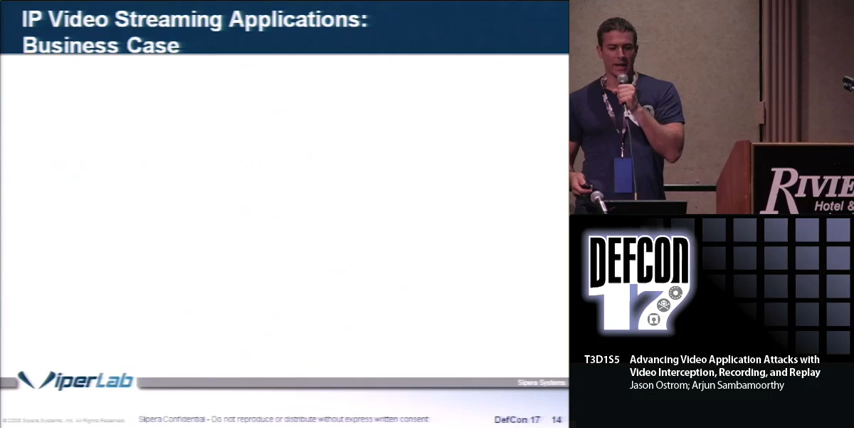 IP Video Streaming Applications:
Business Case
ViperLab
Sipera Systems
© 2008 Sipera Systems, Inc. All Rights Reserved.
Sipera Confidential - Do not reproduce or distribute without express written consent
DefCon 17
14
RIVIE
Hotel &
DEFCON
17
T3D1S5
Advancing Video Application Attacks with
Video Interception, Recording, and Replay
Jason Ostrom; Arjun Sambamoorthy